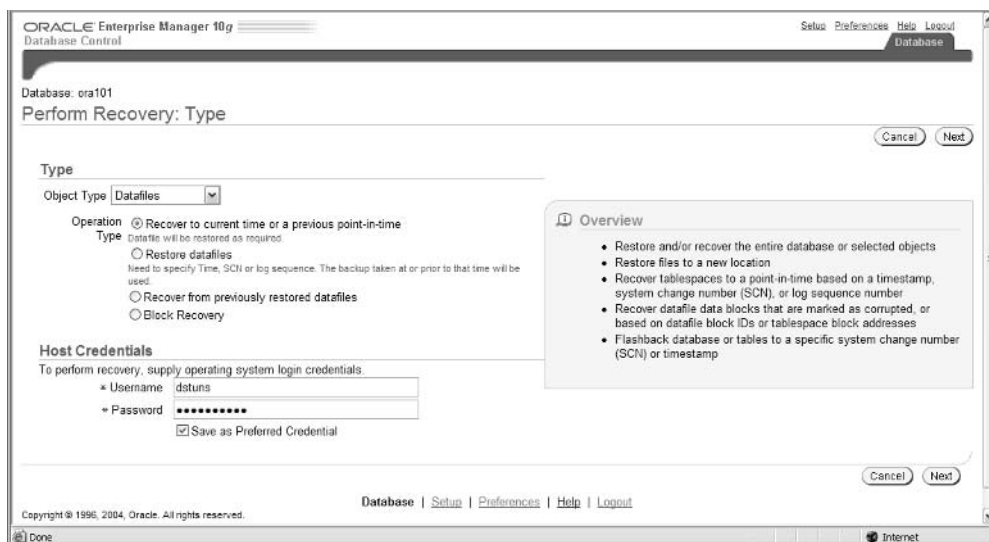 ORACLE Enterprise Manager 10g
Database Control
Setup Preferences Help Logout
Database
Database: ora101
Perform Recovery: Type
Cancel Next
Type
Object Type Datafiles
Operation Type
Recover to current time or a previous point-in-time
Datafile will be restored as required.
Restore datafiles
Need to specify Time, SCN or log sequence. The backup taken at or prior to that time will be
used.
Recover from previously restored datafiles
Block Recovery
Overview
• Restore and/or recover the entire database or selected objects
• Restore files to a new location
• Recover tablespaces to a point-in-time based on a timestamp,
system change number (SCN), or log sequence number
• Recover datafile data blocks that are marked as corrupted, or
based on datafile block IDs or tablespace block addresses
• Flashback database or tables to a specific system change number
(SCN) or timestamp
Host Credentials
To perform recovery, supply operating system login credentials.
* Username dstuns
* Password ••••••••••
Save as Preferred Credential
Cancel Next
Database | Setup | Preferences | Help | Logout
Copyright © 1996, 2004, Oracle. All rights reserved.
Done
Internet